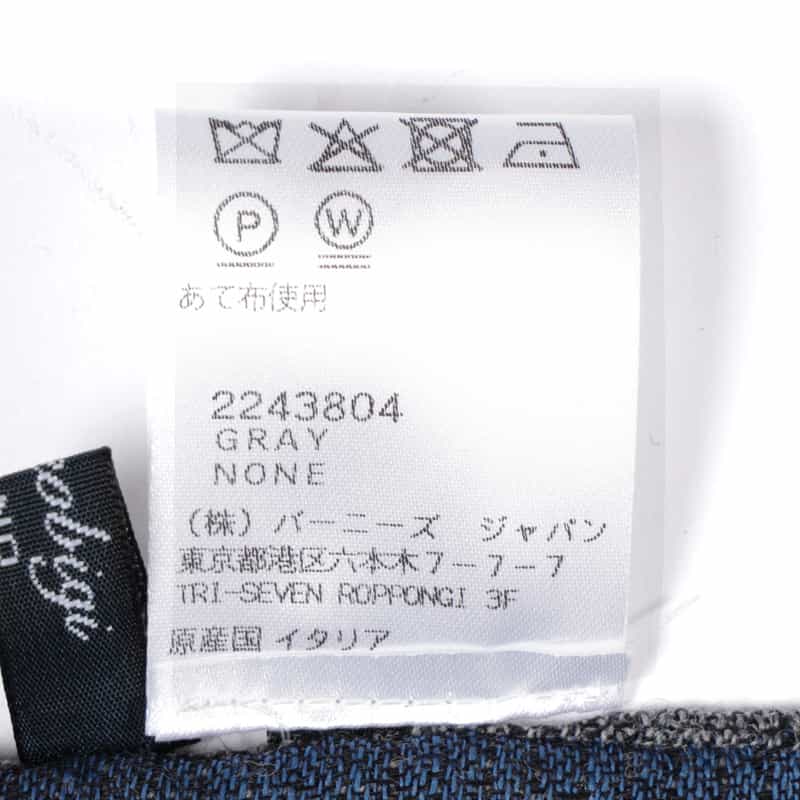 P W
あて布使用
2243804
GRAY
NONE
(株) バーニーズ ジャパン
東京都港区六本木7-7-7
TRI-SEVEN ROPPONGI 3F
原産国 イタリア